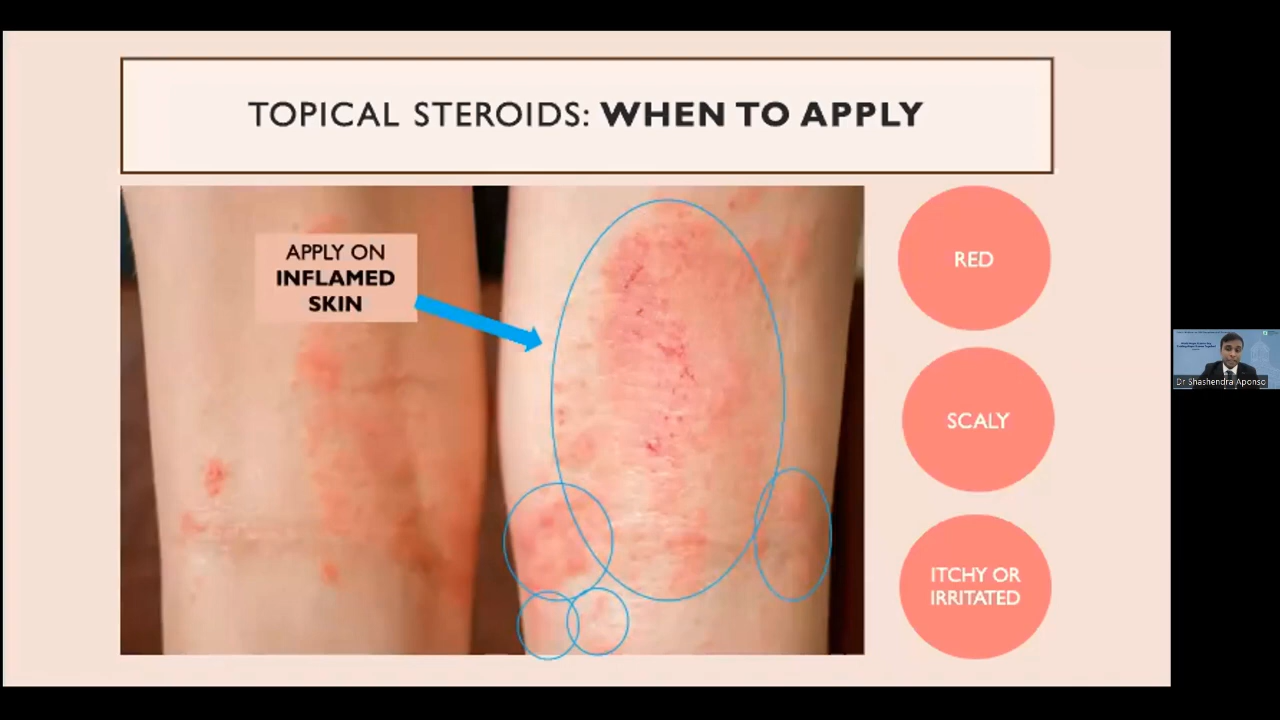 TOPICAL STEROIDS: WHEN TO APPLY
APPLY ON
INFLAMED
SKIN
RED
SCALY
ITCHY OR
IRRITATED
Dr Shashendra Aponso